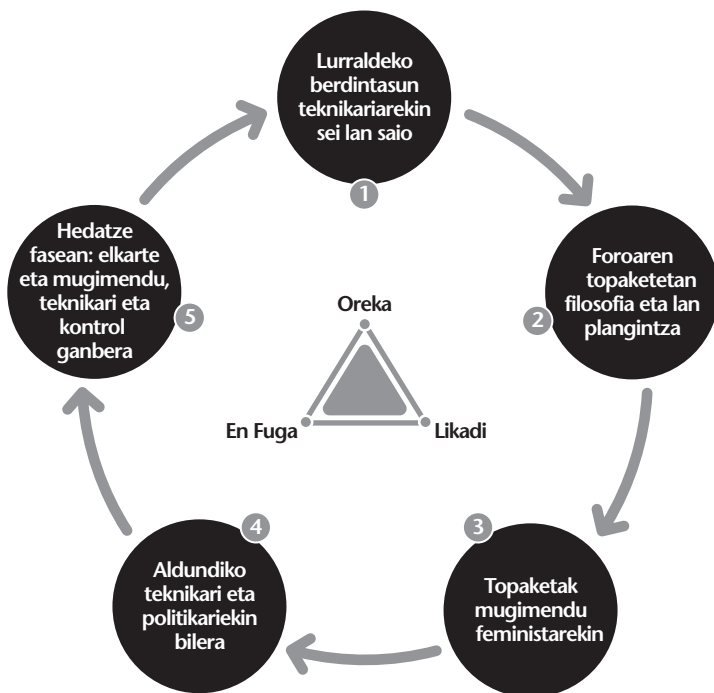 Lurraldeko
berdintasun
teknikariarekin
sei lan saio
1
Foroaren
topaketetan
filosofia eta lan
plangintza
2
3
Topaketak
mugimendu
feministarekin
4
Aldundiko
teknikari eta
politikariekin
bilera
Hedatze
fasean: elkarte
eta mugimendu,
teknikari eta
kontrol
ganbera
5
Oreka
En Fuga
Likadi